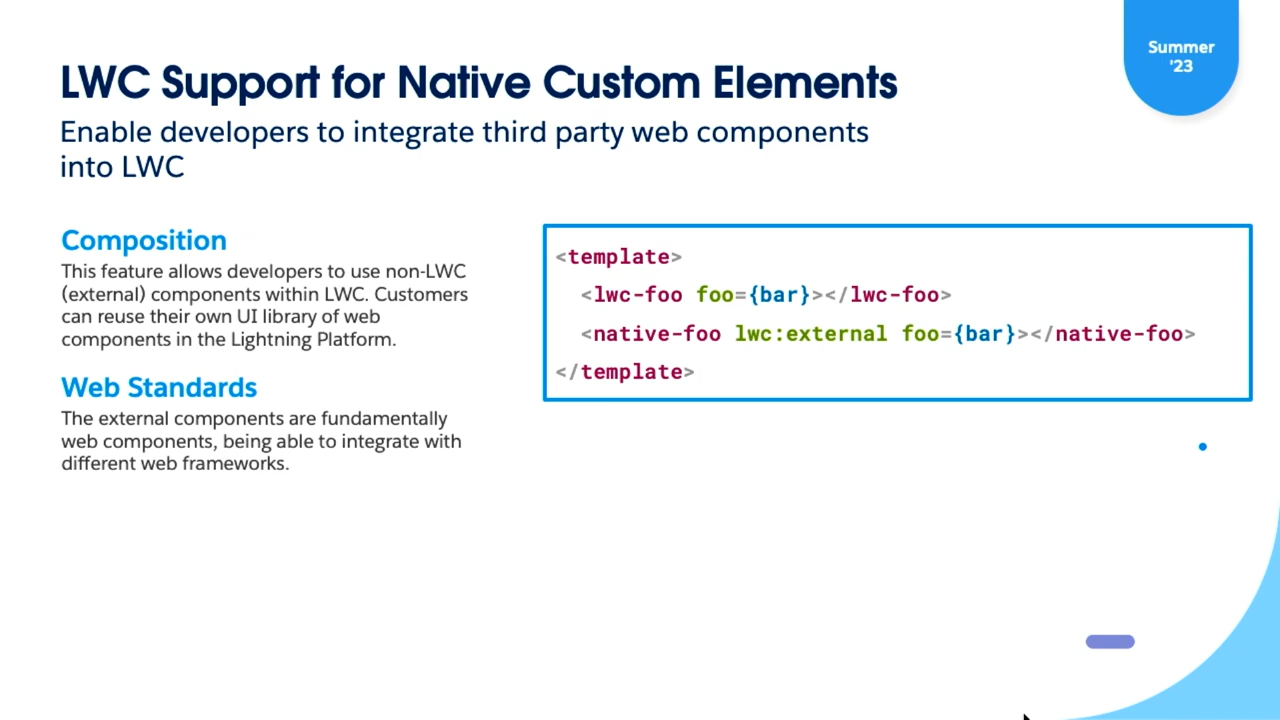 Summer
'23
LWC Support for Native Custom Elements
Enable developers to integrate third party web components
into LWC
Composition
This feature allows developers to use non-LWC
(external) components within LWC. Customers
can reuse their own UI library of web
components in the Lightning Platform.
Web Standards
The external components are fundamentally
web components, being able to integrate with
different web frameworks.
<template>
  <lwc-foo foo={bar}></lwc-foo>
  <native-foo lwc:external foo={bar}></native-foo>
</template>